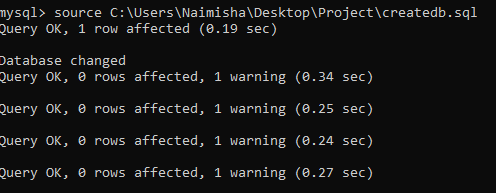 mysql> source C:\Users\Naimisha\Desktop\Project\createdb.sql
Query OK, 1 row affected (0.19 sec)
Database changed
Query OK, 0 rows affected, 1 warning (0.34 sec)
Query OK, 0 rows affected, 1 warning (0.25 sec)
Query OK, 0 rows affected, 1 warning (0.24 sec)
Query OK, 0 rows affected, 1 warning (0.27 sec)